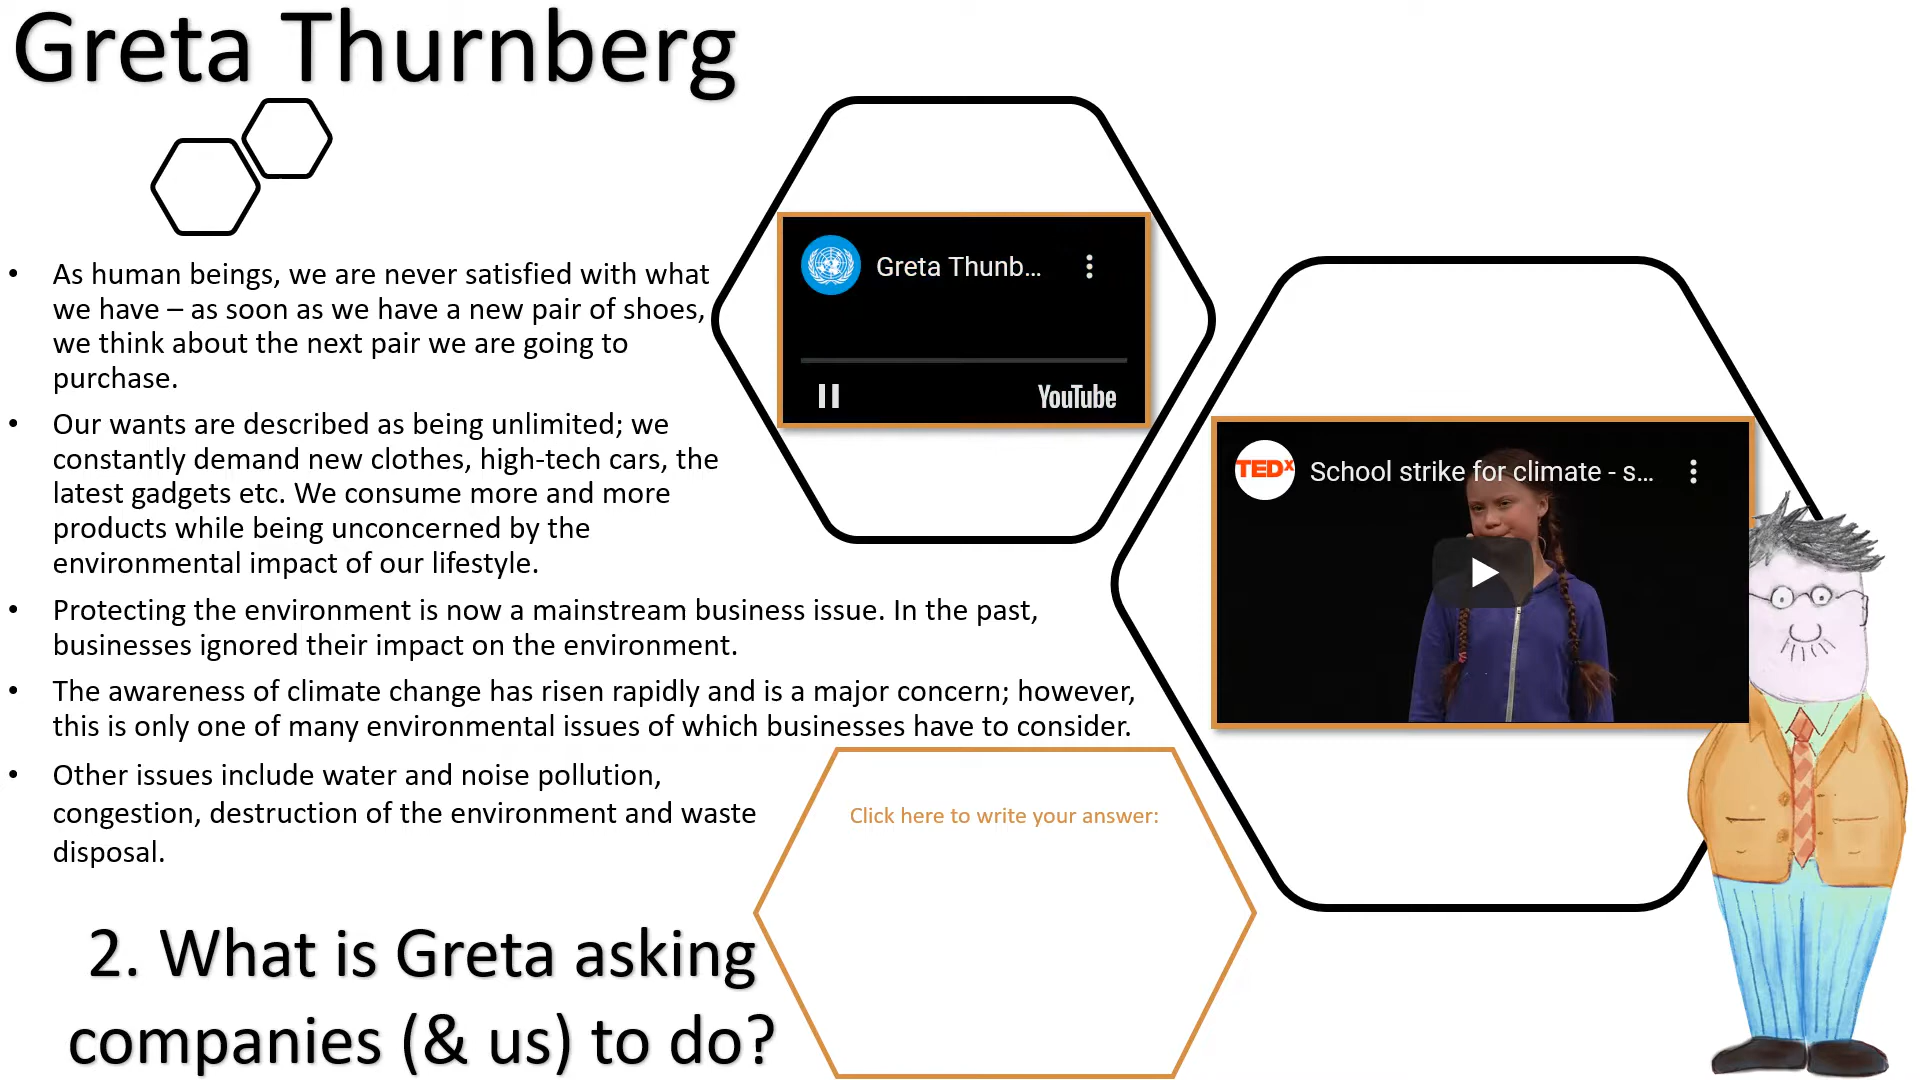 Greta Thurnberg
• As human beings, we are never satisfied with what
we have – as soon as we have a new pair of shoes,
we think about the next pair we are going to
purchase.
• Our wants are described as being unlimited; we
constantly demand new clothes, high-tech cars, the
latest gadgets etc. We consume more and more
products while being unconcerned by the
environmental impact of our lifestyle.
• Protecting the environment is now a mainstream business issue. In the past,
businesses ignored their impact on the environment.
• The awareness of climate change has risen rapidly and is a major concern; however,
this is only one of many environmental issues of which businesses have to consider.
• Other issues include water and noise pollution,
congestion, destruction of the environment and waste
disposal.
2. What is Greta asking
companies (& us) to do?
Greta Thunb...
YouTube
TEDx
School strike for climate - s...
Click here to write your answer: